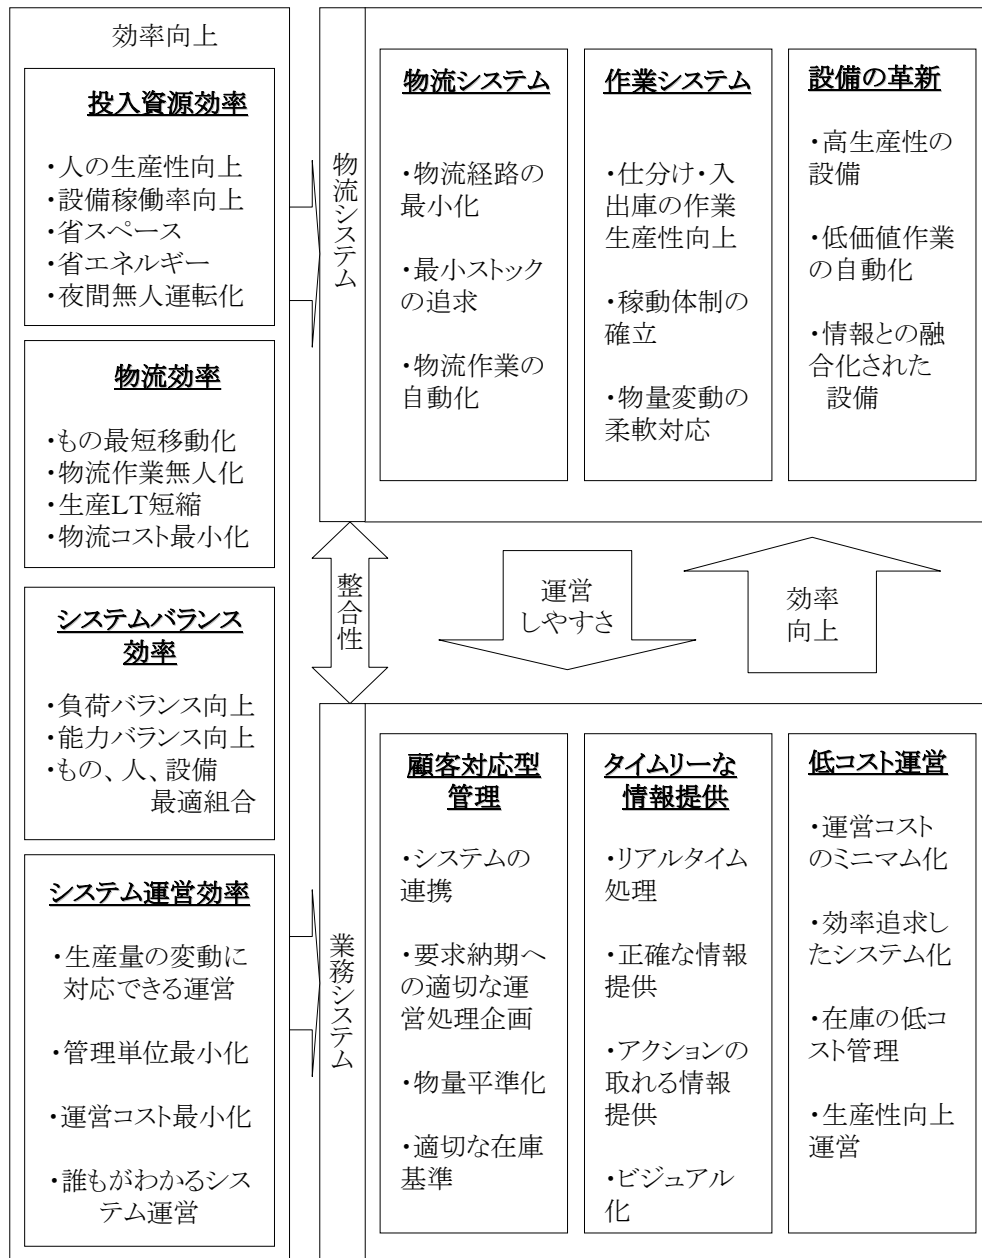 効率向上
投入資源効率
・人の生産性向上
・設備稼働率向上
・省スペース
・省エネルギー
・夜間無人運転化
物流効率
・もの最短移動化
・物流作業無人化
・生産LT短縮
・物流コスト最小化
システムバランス
効率
・負荷バランス向上
・能力バランス向上
・もの、人、設備
最適組合
システム運営効率
・生産量の変動に
対応できる運営
・管理単位最小化
・運営コスト最小化
・誰もがわかるシス
テム運営
物流システム
物流システム
・物流経路の
最小化
・最小ストック
の追求
・物流作業の
自動化
作業システム
・仕分け・入
出庫の作業
生産性向上
・稼動体制の
確立
・物量変動の
柔軟対応
設備の革新
・高生産性の
設備
・低価値作業
の自動化
・情報との融
合化された
設備
整合性
運営
しやすさ
効率
向上
業務システム
顧客対応型
管理
・システムの
連携
・要求納期へ
の適切な運
営処理企画
・物量平準化
・適切な在庫
基準
タイムリーな
情報提供
・リアルタイム
処理
・正確な情報
提供
・アクションの
取れる情報
提供
・ビジュアル
化
低コスト運営
・運営コスト
のミニマム化
・効率追求し
たシステム化
・在庫の低コ
スト管理
・生産性向上
運営